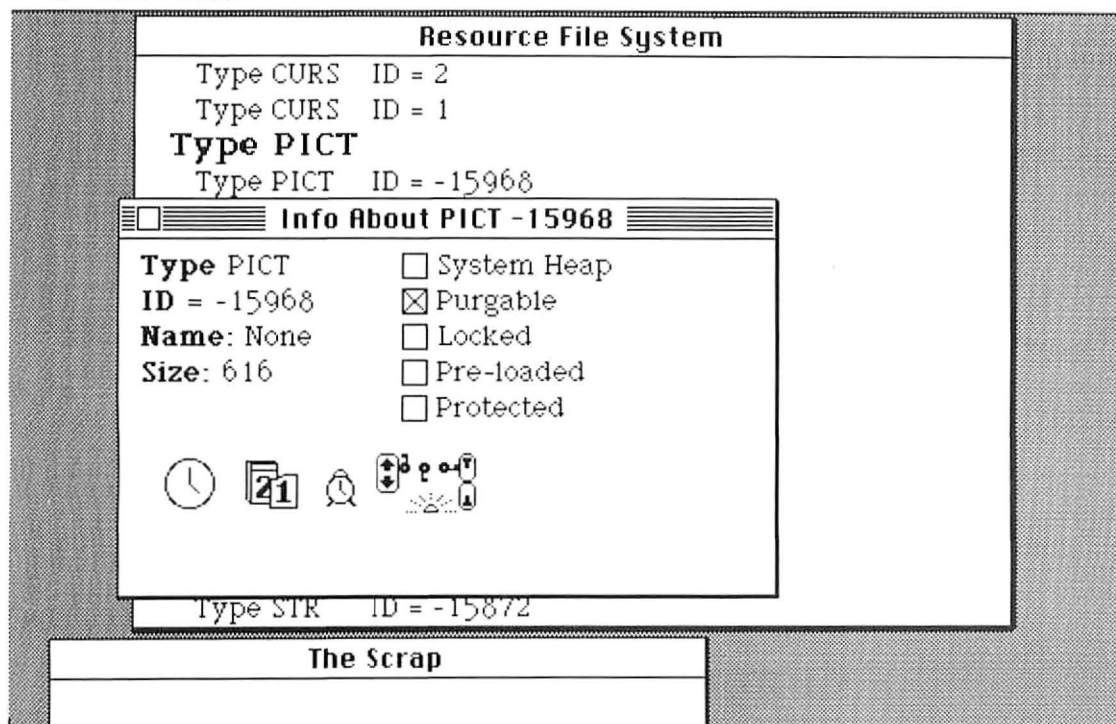 Resource File System
Type CURS ID = 2
Type CURS ID = 1
Type PICT
Type PICT ID = -15968
Info About PICT -15968
Type PICT
ID = -15968
Name: None
Size: 616
System Heap
Purgable
Locked
Pre-loaded
Protected
21
Type STR ID = -15872
The Scrap